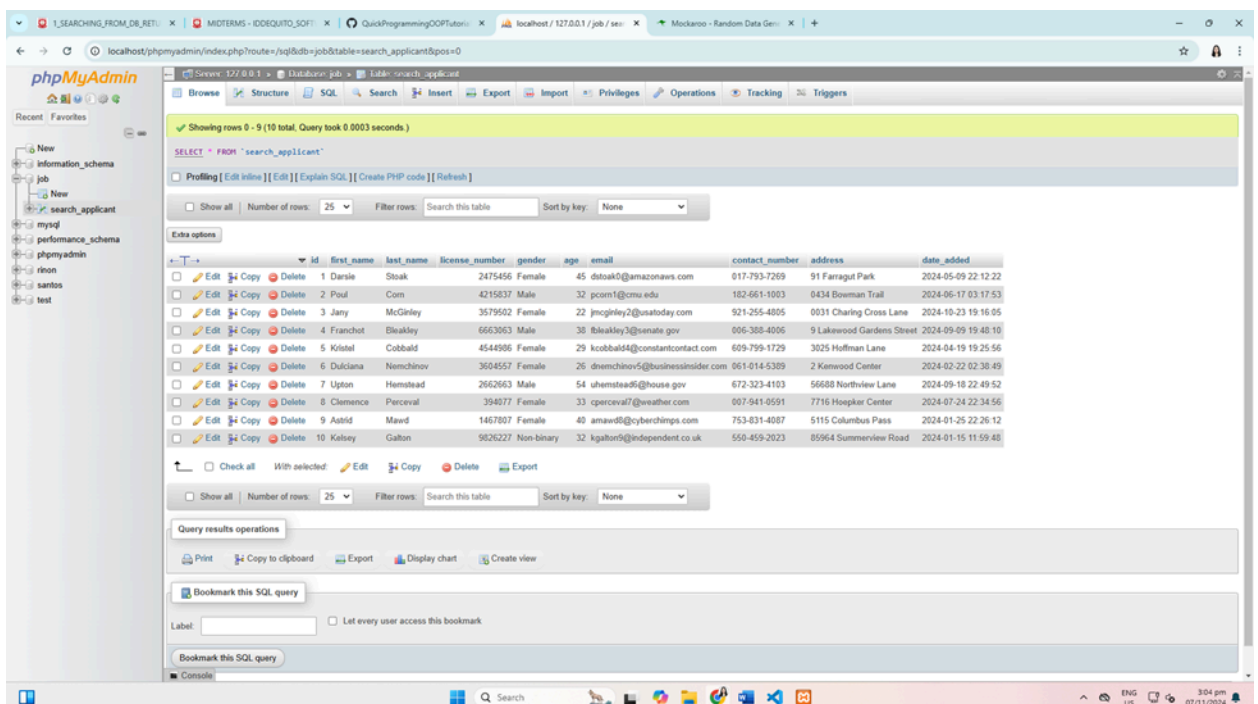 1_SEARCHING_FROM_DB_RETU
MIDTERMS - IDDEQUITO_SOFT
QuickProgrammingOOPTutoria
localhost / 127.0.0.1 / job / sear
Mockaroo - Random Data Gene
localhost/phpmyadmin/index.php?route=/sql&db=job&table=search_applicant&pos=0
phpMyAdmin
Recent Favorites
New
information_schema
job
New
search_applicant
mysql
performance_schema
phpmyadmin
rinon
santos
test
Server: 127.0.0.1 » Database: job » Table: search_applicant
Browse Structure SQL Search Insert Export Import Privileges Operations Tracking Triggers
Showing rows 0 - 9 (10 total, Query took 0.0003 seconds.)
SELECT * FROM `search_applicant`
Profiling [ Edit inline ] [ Edit ] [ Explain SQL ] [ Create PHP code ] [ Refresh ]
Show all | Number of rows: 25 Filter rows: Search this table Sort by key: None
Extra options
id first_name last_name license_number gender age email contact_number address date_added
Edit Copy Delete 1 Darsie Stoak 2475456 Female 45 dstoak0@amazonaws.com 017-793-7269 91 Farragut Park 2024-05-09 22:12:22
Edit Copy Delete 2 Poul Corn 4215837 Male 32 pcorn1@cmu.edu 182-661-1003 0434 Bowman Trail 2024-06-17 03:17:53
Edit Copy Delete 3 Jany McGinley 3579502 Female 22 jmcginley2@usatoday.com 921-255-4805 0031 Charing Cross Lane 2024-10-23 19:16:05
Edit Copy Delete 4 Franchot Bleakley 6663063 Male 38 fbleakley3@senate.gov 006-388-4006 9 Lakewood Gardens Street 2024-09-09 19:48:10
Edit Copy Delete 5 Kristel Cobbald 4544986 Female 29 kcobbald4@constantcontact.com 609-799-1729 3025 Hoffman Lane 2024-04-19 19:25:56
Edit Copy Delete 6 Dulciana Nemchinov 3604557 Female 26 dnemchinov5@businessinsider.com 061-014-5389 2 Kenwood Center 2024-02-22 02:38:49
Edit Copy Delete 7 Upton Hemstead 2662663 Male 54 uhemstead6@house.gov 672-323-4103 56688 Northview Lane 2024-09-18 22:49:52
Edit Copy Delete 8 Clemence Perceval 394077 Female 33 cperceval7@weather.com 007-941-0591 7716 Hoepker Center 2024-07-24 22:34:56
Edit Copy Delete 9 Astrid Mawd 1467807 Female 40 amawd8@cyberchimps.com 753-831-4087 5115 Columbus Pass 2024-01-25 22:26:12
Edit Copy Delete 10 Kelsey Galton 9826227 Non-binary 32 kgalton9@independent.co.uk 550-459-2023 85964 Summerview Road 2024-01-15 11:59:48
Check all With selected: Edit Copy Delete Export
Show all | Number of rows: 25 Filter rows: Search this table Sort by key: None
Query results operations
Print Copy to clipboard Export Display chart Create view
Bookmark this SQL query
Label: Let every user access this bookmark
Bookmark this SQL query
Console
Search
ENG 3:04 pm
US 07/11/2024